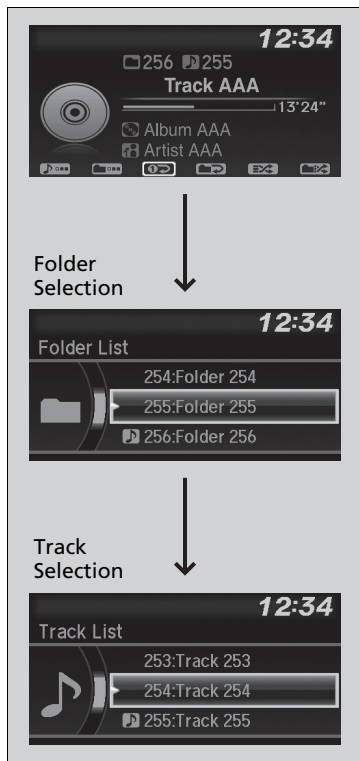 12:34
256 255
Track AAA
13'24"
Album AAA
Artist AAA
Folder
Selection
12:34
Folder List
254:Folder 254
255:Folder 255
256:Folder 256
Track
Selection
12:34
Track List
253:Track 253
254:Track 254
255:Track 255